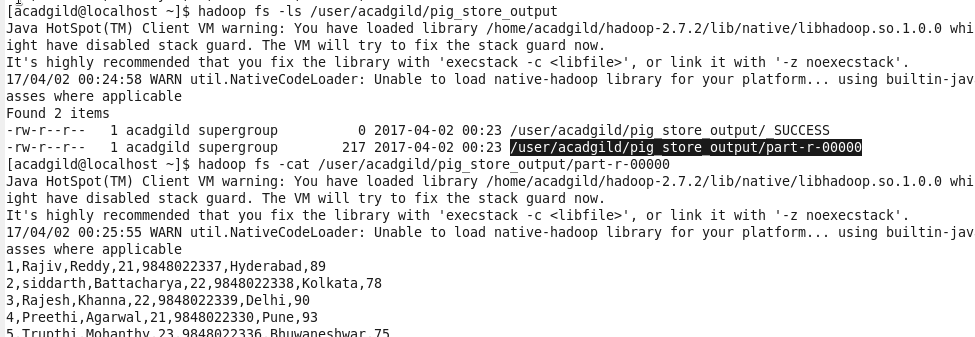 [acadgild@localhost ~]$ hadoop fs -ls /user/acadgild/pig_store_output
Java HotSpot(TM) Client VM warning: You have loaded library /home/acadgild/hadoop-2.7.2/lib/native/libhadoop.so.1.0.0 whi
ight have disabled stack guard. The VM will try to fix the stack guard now.
It's highly recommended that you fix the library with 'execstack -c <libfile>', or link it with '-z noexecstack'.
17/04/02 00:24:58 WARN util.NativeCodeLoader: Unable to load native-hadoop library for your platform... using builtin-jav
asses where applicable
Found 2 items
-rw-r--r--   1 acadgild supergroup          0 2017-04-02 00:23 /user/acadgild/pig_store_output/_SUCCESS
-rw-r--r--   1 acadgild supergroup        217 2017-04-02 00:23 /user/acadgild/pig_store_output/part-r-00000
[acadgild@localhost ~]$ hadoop fs -cat /user/acadgild/pig_store_output/part-r-00000
Java HotSpot(TM) Client VM warning: You have loaded library /home/acadgild/hadoop-2.7.2/lib/native/libhadoop.so.1.0.0 whi
ight have disabled stack guard. The VM will try to fix the stack guard now.
It's highly recommended that you fix the library with 'execstack -c <libfile>', or link it with '-z noexecstack'.
17/04/02 00:25:55 WARN util.NativeCodeLoader: Unable to load native-hadoop library for your platform... using builtin-jav
asses where applicable
1,Rajiv,Reddy,21,9848022337,Hyderabad,89
2,siddarth,Battacharya,22,9848022338,Kolkata,78
3,Rajesh,Khanna,22,9848022339,Delhi,90
4,Preethi,Agarwal,21,9848022330,Pune,93
5,Trupthi,Mohanthy,23,9848022336,Bhuwaneshwar,75